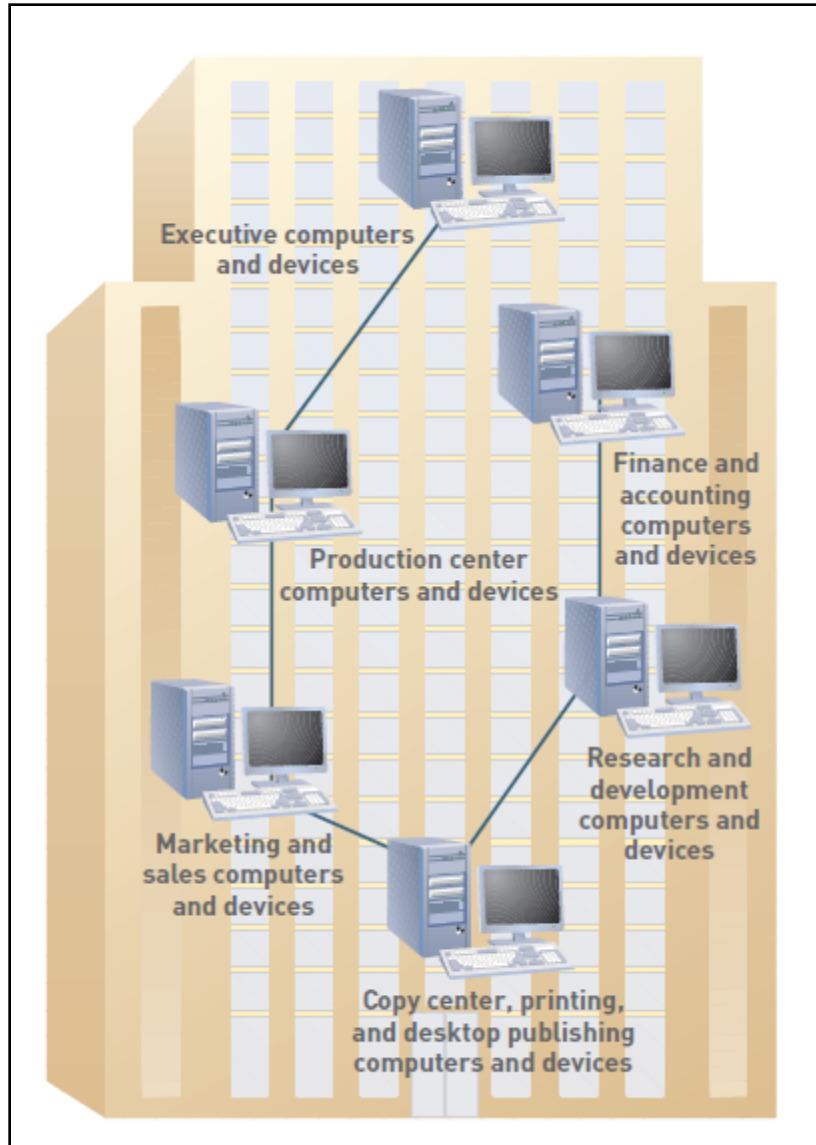 Executive computers
and devices
Finance and
accounting
computers
and devices
Production center
computers and devices
Research and
development
computers and
devices
Marketing and
sales computers
and devices
Copy center, printing,
and desktop publishing
computers and devices